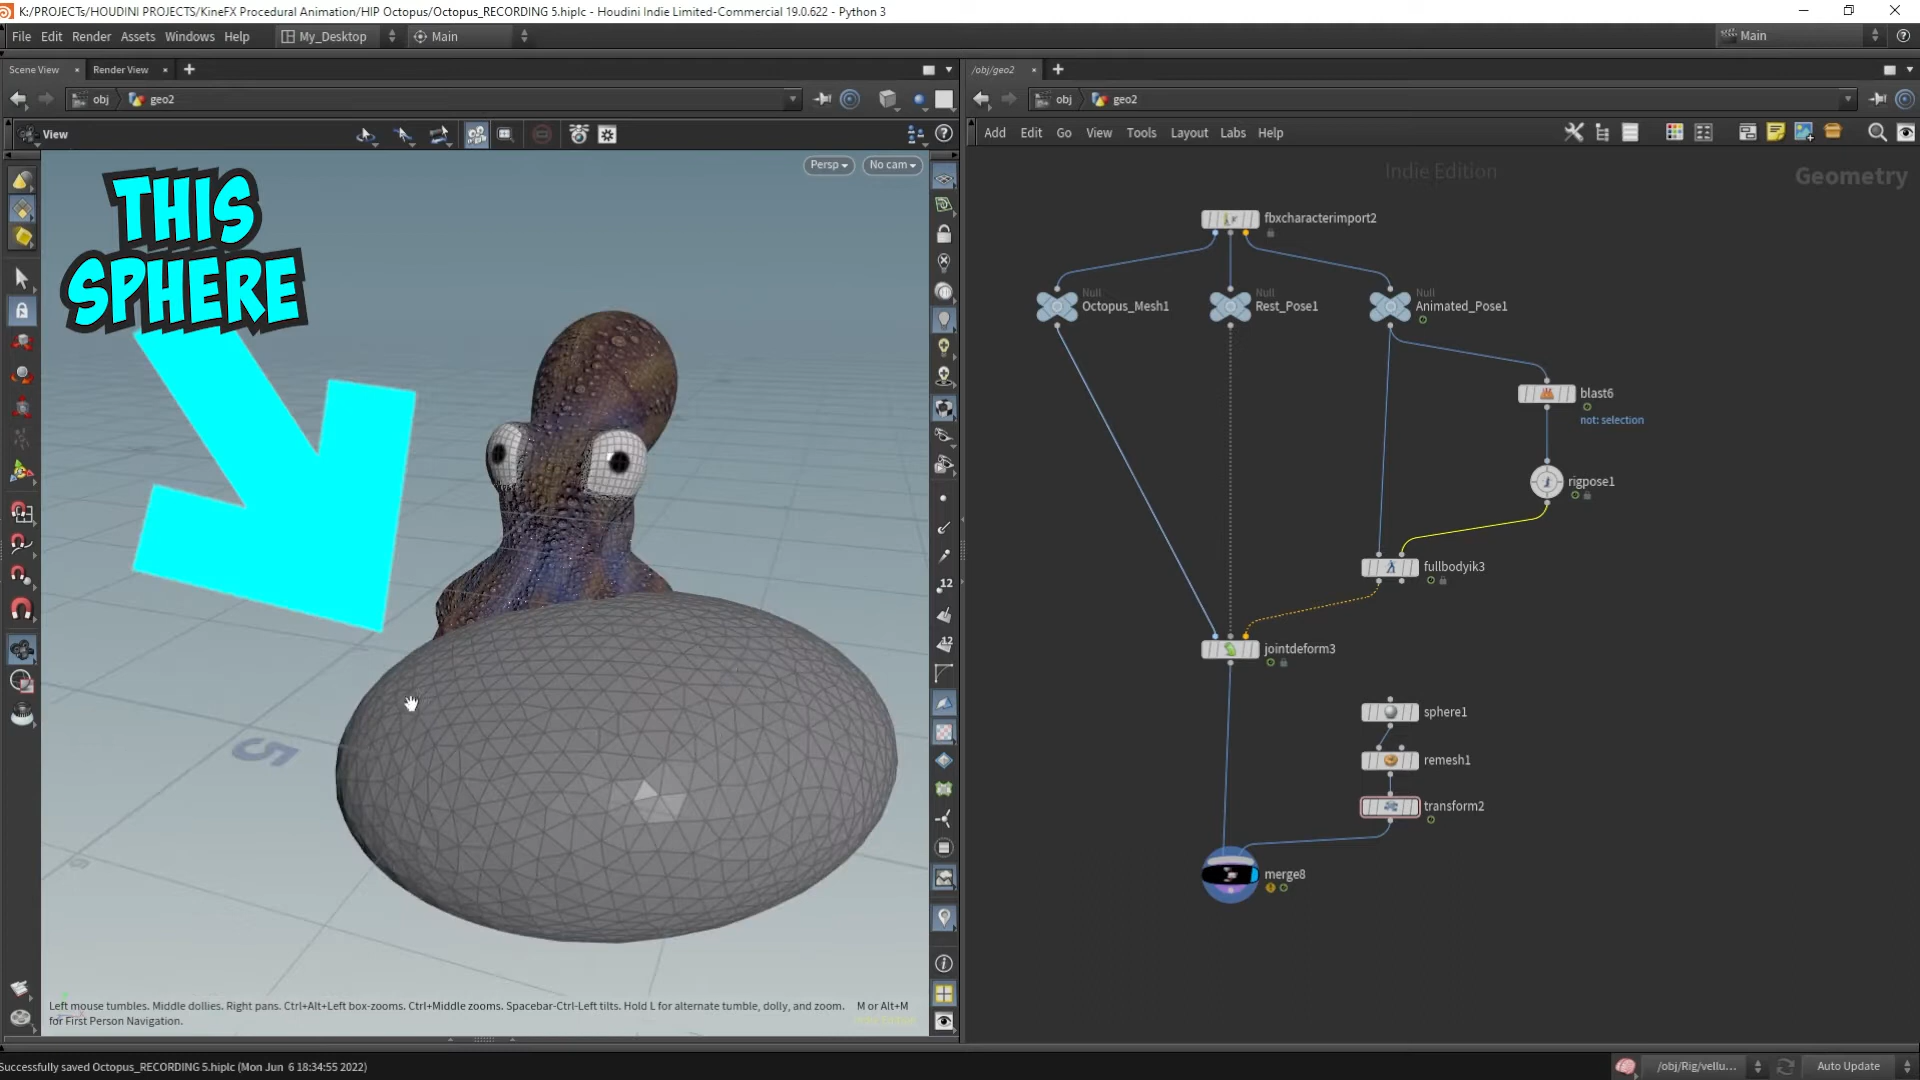 K:/PROJECTs/HOUDINI PROJECTS/KineFX Procedural Animation/HIP Octopus/Octopus_RECORDING 5.hiplc - Houdini Indie Limited-Commercial 19.0.622 - Python 3
File Edit Render Assets Windows Help My_Desktop Main Main
Scene View Render View
/obj/geo2
obj geo2
obj geo2
View
Add Edit Go View Tools Layout Labs Help
Persp No cam
Indie Edition
Geometry
THIS
SPHERE
fbxcharacterimport2
Null
Octopus_Mesh1
Null
Rest_Pose1
Null
Animated_Pose1
blast6
not: selection
rigpose1
fullbodyik3
jointdeform3
sphere1
remesh1
transform2
merge8
12
12
5
Left mouse tumbles. Middle dollies. Right pans. Ctrl+Alt+Left box-zooms. Ctrl+Middle zooms. Spacebar-Ctrl-Left tilts. Hold L for alternate tumble, dolly, and zoom. M or Alt+M
for First Person Navigation.
Successfully saved Octopus_RECORDING 5.hiplc (Mon Jun 6 18:34:55 2022)
/obj/Rig/vellu... Auto Update